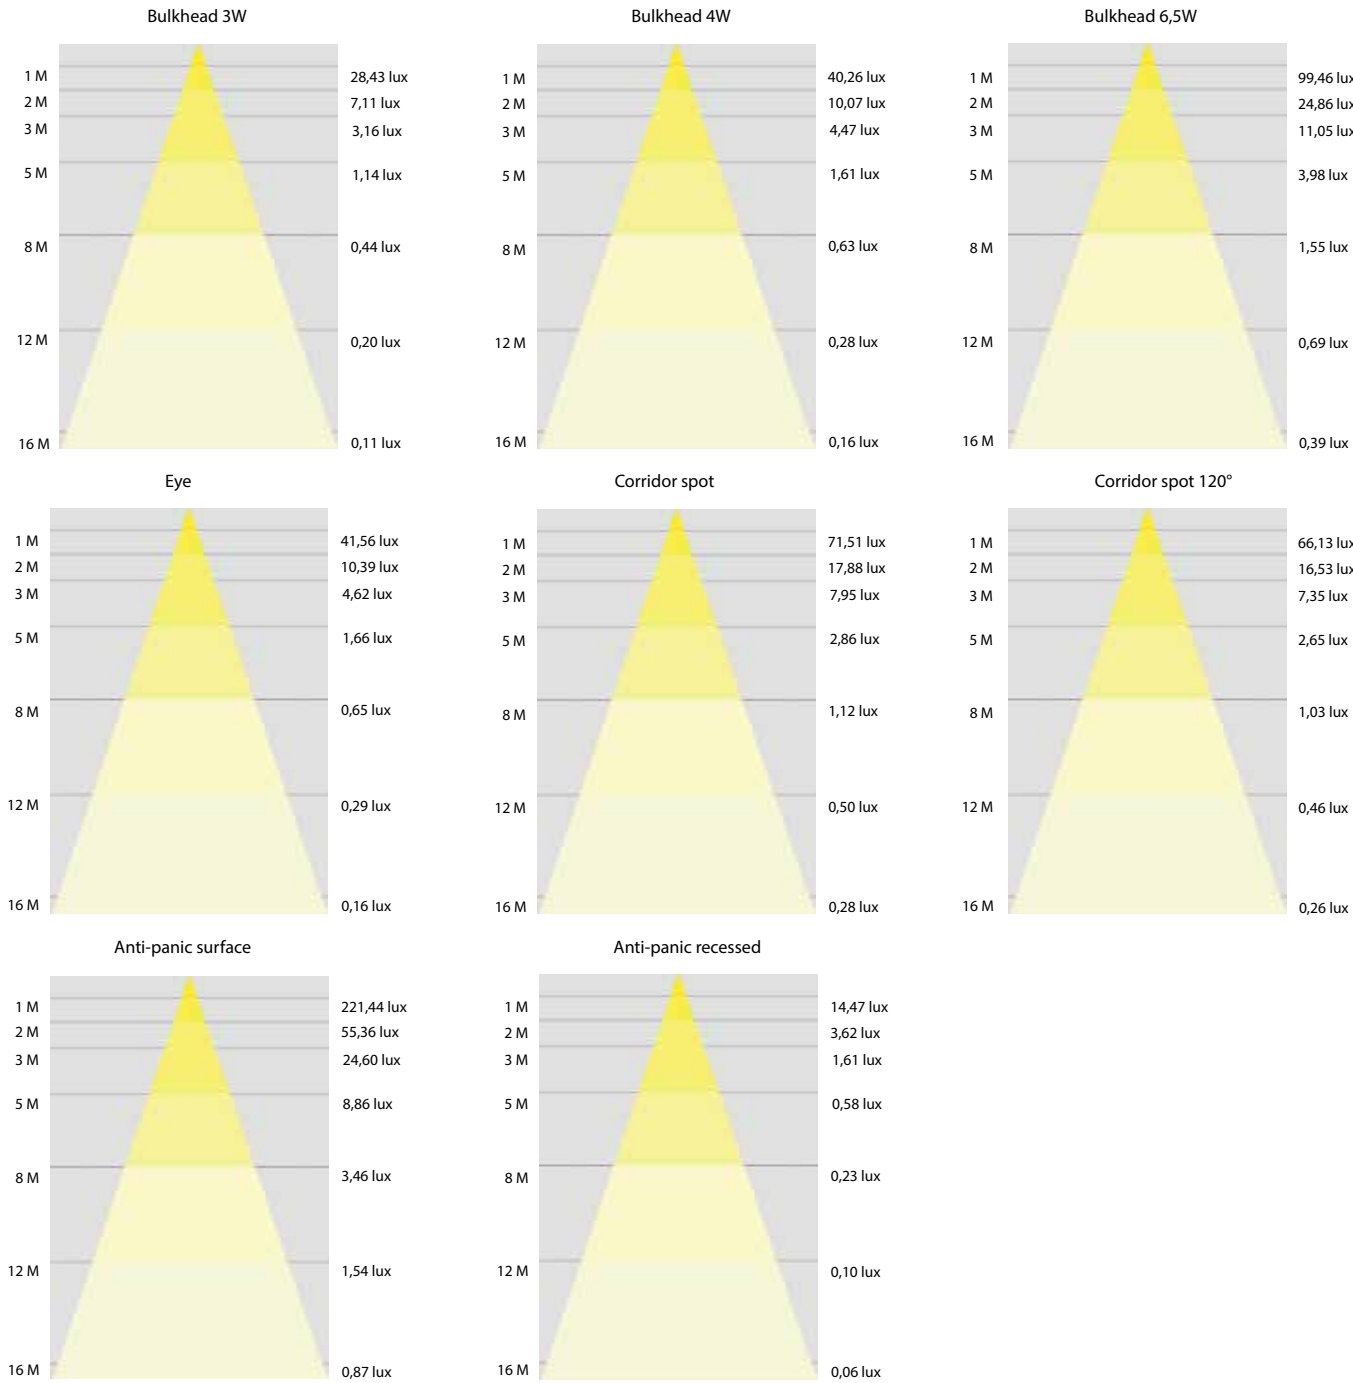 Bulkhead 3W
1 M 28,43 lux
2 M 7,11 lux
3 M 3,16 lux
5 M 1,14 lux
8 M 0,44 lux
12 M 0,20 lux
16 M 0,11 lux
Bulkhead 4W
1 M 40,26 lux
2 M 10,07 lux
3 M 4,47 lux
5 M 1,61 lux
8 M 0,63 lux
12 M 0,28 lux
16 M 0,16 lux
Bulkhead 6,5W
1 M 99,46 lux
2 M 24,86 lux
3 M 11,05 lux
5 M 3,98 lux
8 M 1,55 lux
12 M 0,69 lux
16 M 0,39 lux
Eye
1 M 41,56 lux
2 M 10,39 lux
3 M 4,62 lux
5 M 1,66 lux
8 M 0,65 lux
12 M 0,29 lux
16 M 0,16 lux
Corridor spot
1 M 71,51 lux
2 M 17,88 lux
3 M 7,95 lux
5 M 2,86 lux
8 M 1,12 lux
12 M 0,50 lux
16 M 0,28 lux
Corridor spot 120°
1 M 66,13 lux
2 M 16,53 lux
3 M 7,35 lux
5 M 2,65 lux
8 M 1,03 lux
12 M 0,46 lux
16 M 0,26 lux
Anti-panic surface
1 M 221,44 lux
2 M 55,36 lux
3 M 24,60 lux
5 M 8,86 lux
8 M 3,46 lux
12 M 1,54 lux
16 M 0,87 lux
Anti-panic recessed
1 M 14,47 lux
2 M 3,62 lux
3 M 1,61 lux
5 M 0,58 lux
8 M 0,23 lux
12 M 0,10 lux
16 M 0,06 lux